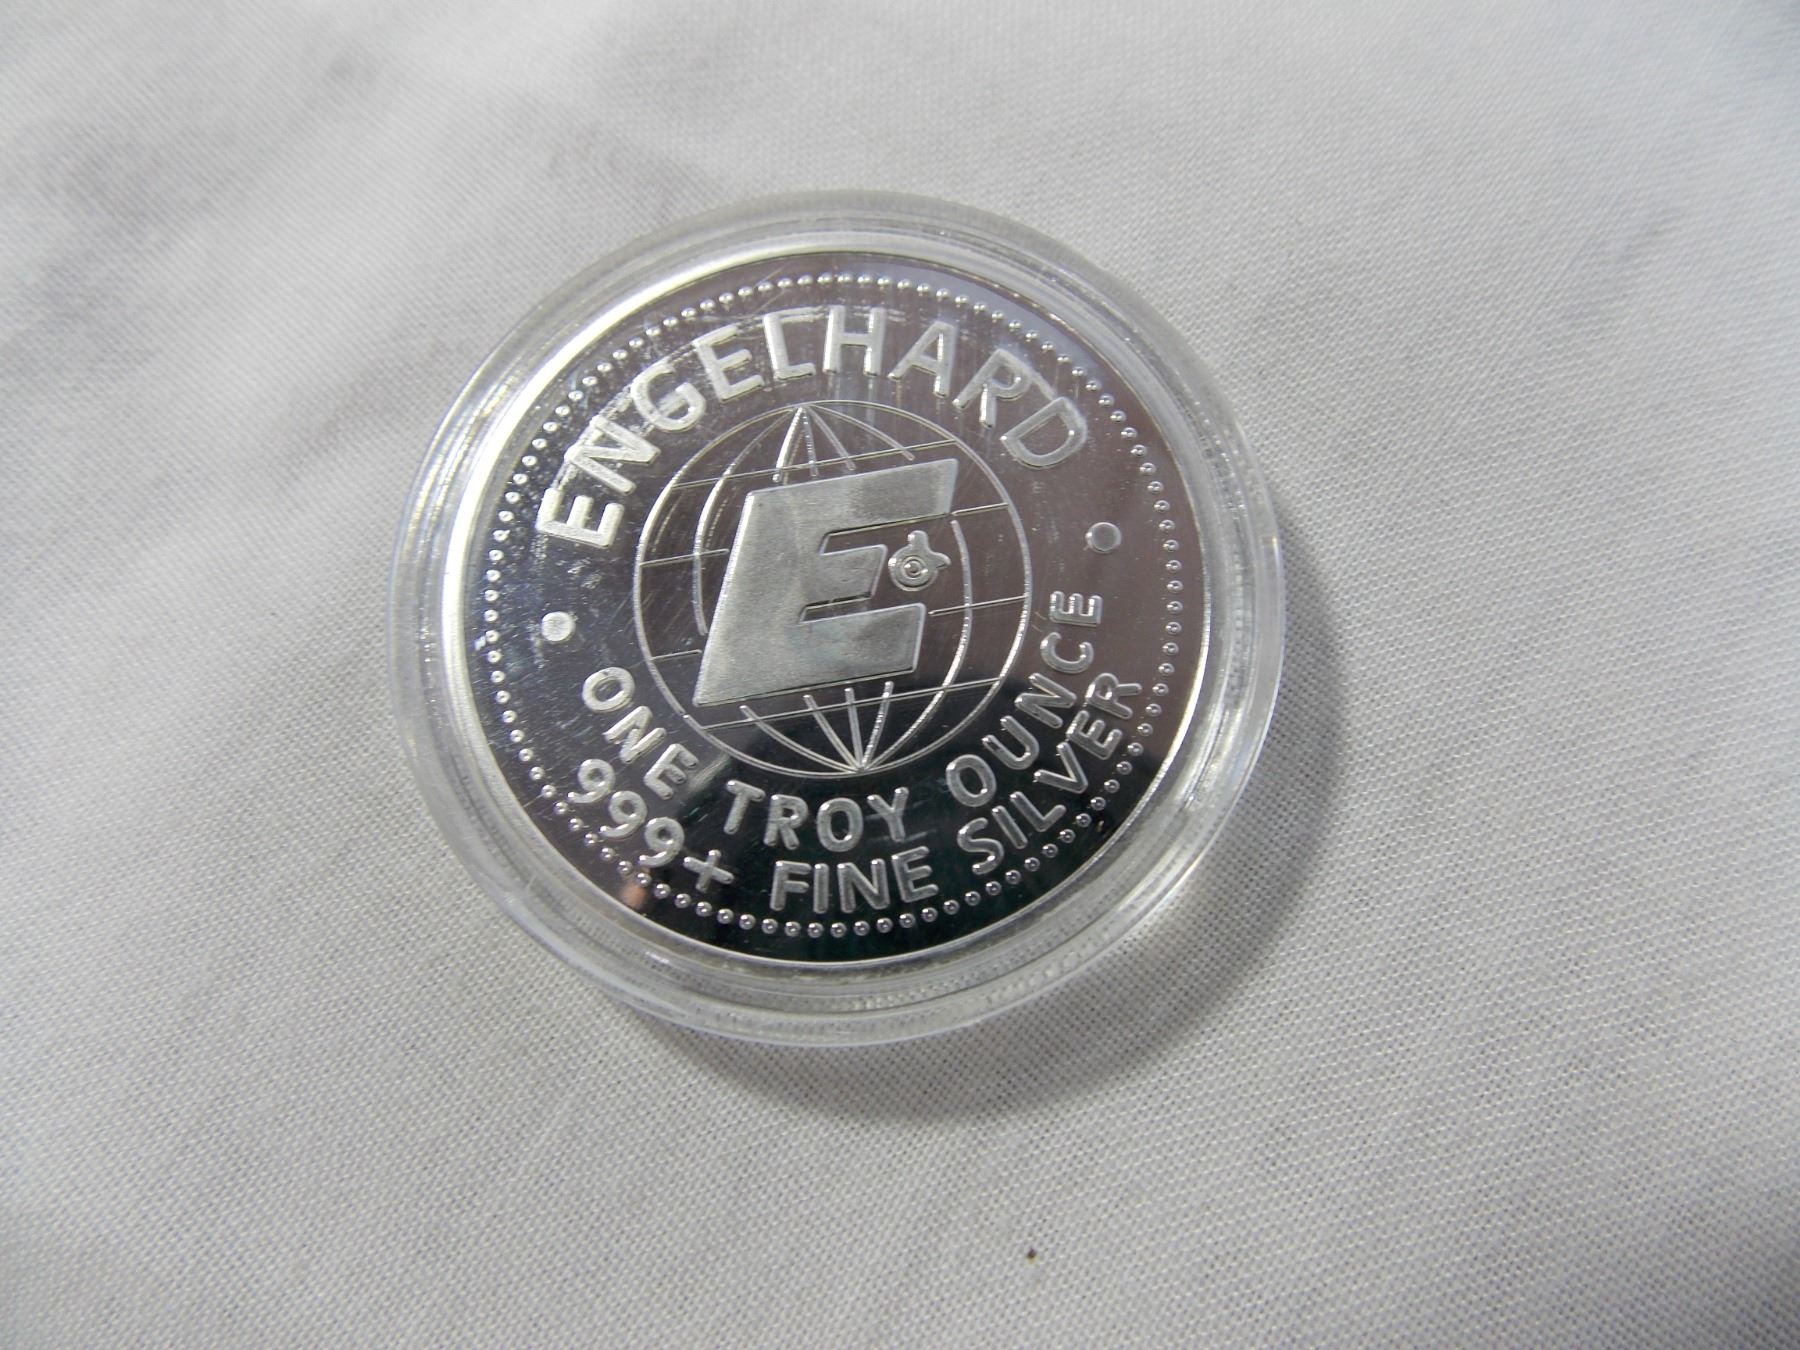 ENGELHARD
E
ONE TROY OUNCE
999+ FINE SILVER